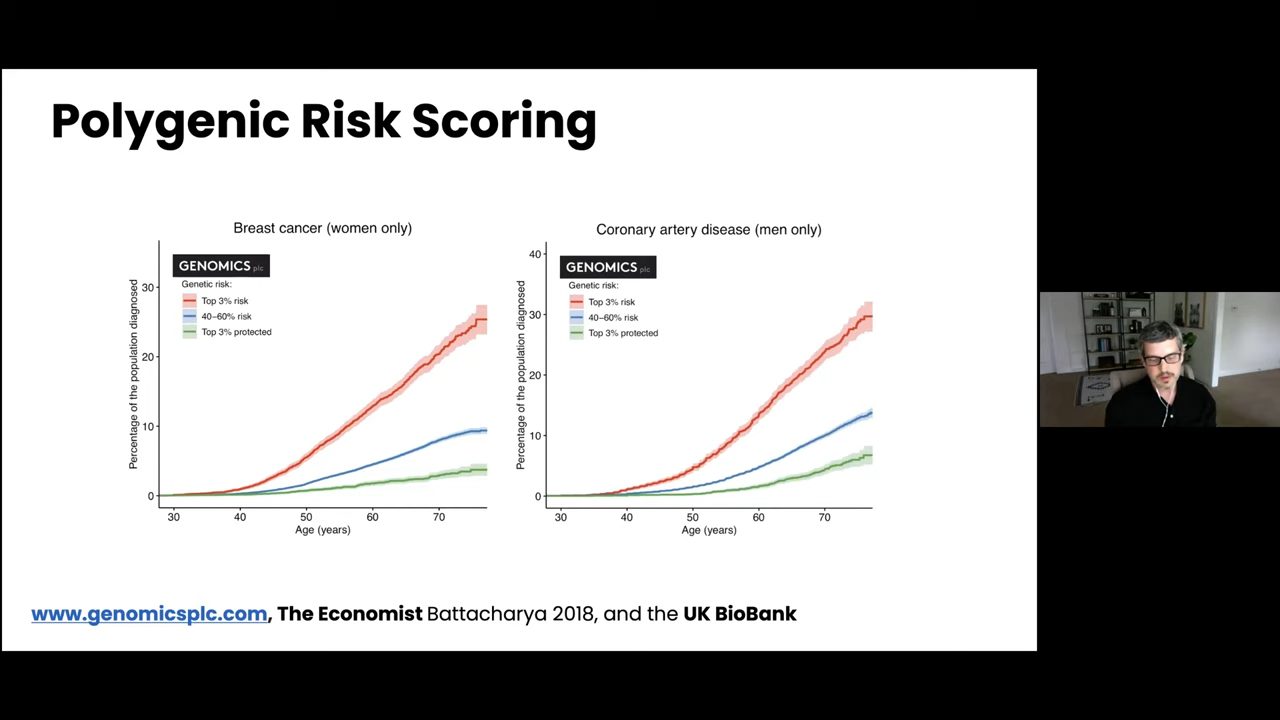 Polygenic Risk Scoring
Breast cancer (women only)
GENOMICS plc
Genetic risk:
Top 3% risk
40–60% risk
Top 3% protected
Percentage of the population diagnosed
30
20
10
0
30 40 50 60 70
Age (years)
Coronary artery disease (men only)
GENOMICS plc
Genetic risk:
Top 3% risk
40–60% risk
Top 3% protected
Percentage of the population diagnosed
40
30
20
10
0
30 40 50 60 70
Age (years)
www.genomicsplc.com, The Economist Battacharya 2018, and the UK BioBank